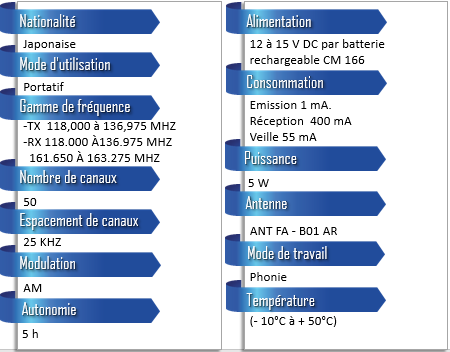 Nationalité
Japonaise
Mode d'utilisation
Portatif
Gamme de fréquence
-TX 118,000 à 136,975 MHZ
-RX 118.000 À136.975 MHZ
161.650 À 163.275 MHZ
Nombre de canaux
50
Espacement de canaux
25 KHZ
Modulation
AM
Autonomie
5 h
Alimentation
12 à 15 V DC par batterie
rechargeable CM 166
Consommation
Emission 1 mA.
Réception 400 mA
Veille 55 mA
Puissance
5 W
Antenne
ANT FA - B01 AR
Mode de travail
Phonie
Température
(- 10°C à + 50°C)